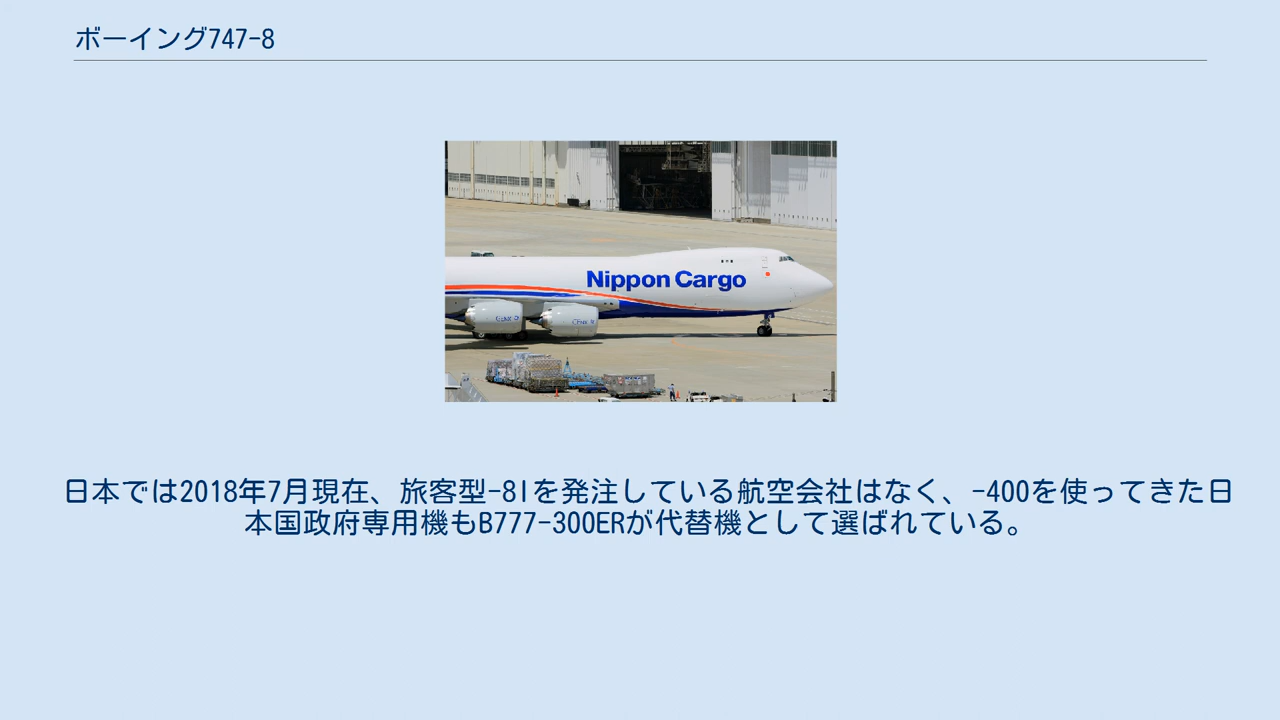 ボーイング747-8
Nippon Cargo
日本では2018年7月現在、旅客型-8Iを発注している航空会社はなく、-400を使ってきた日
本国政府専用機もB777-300ERが代替機として選ばれている。